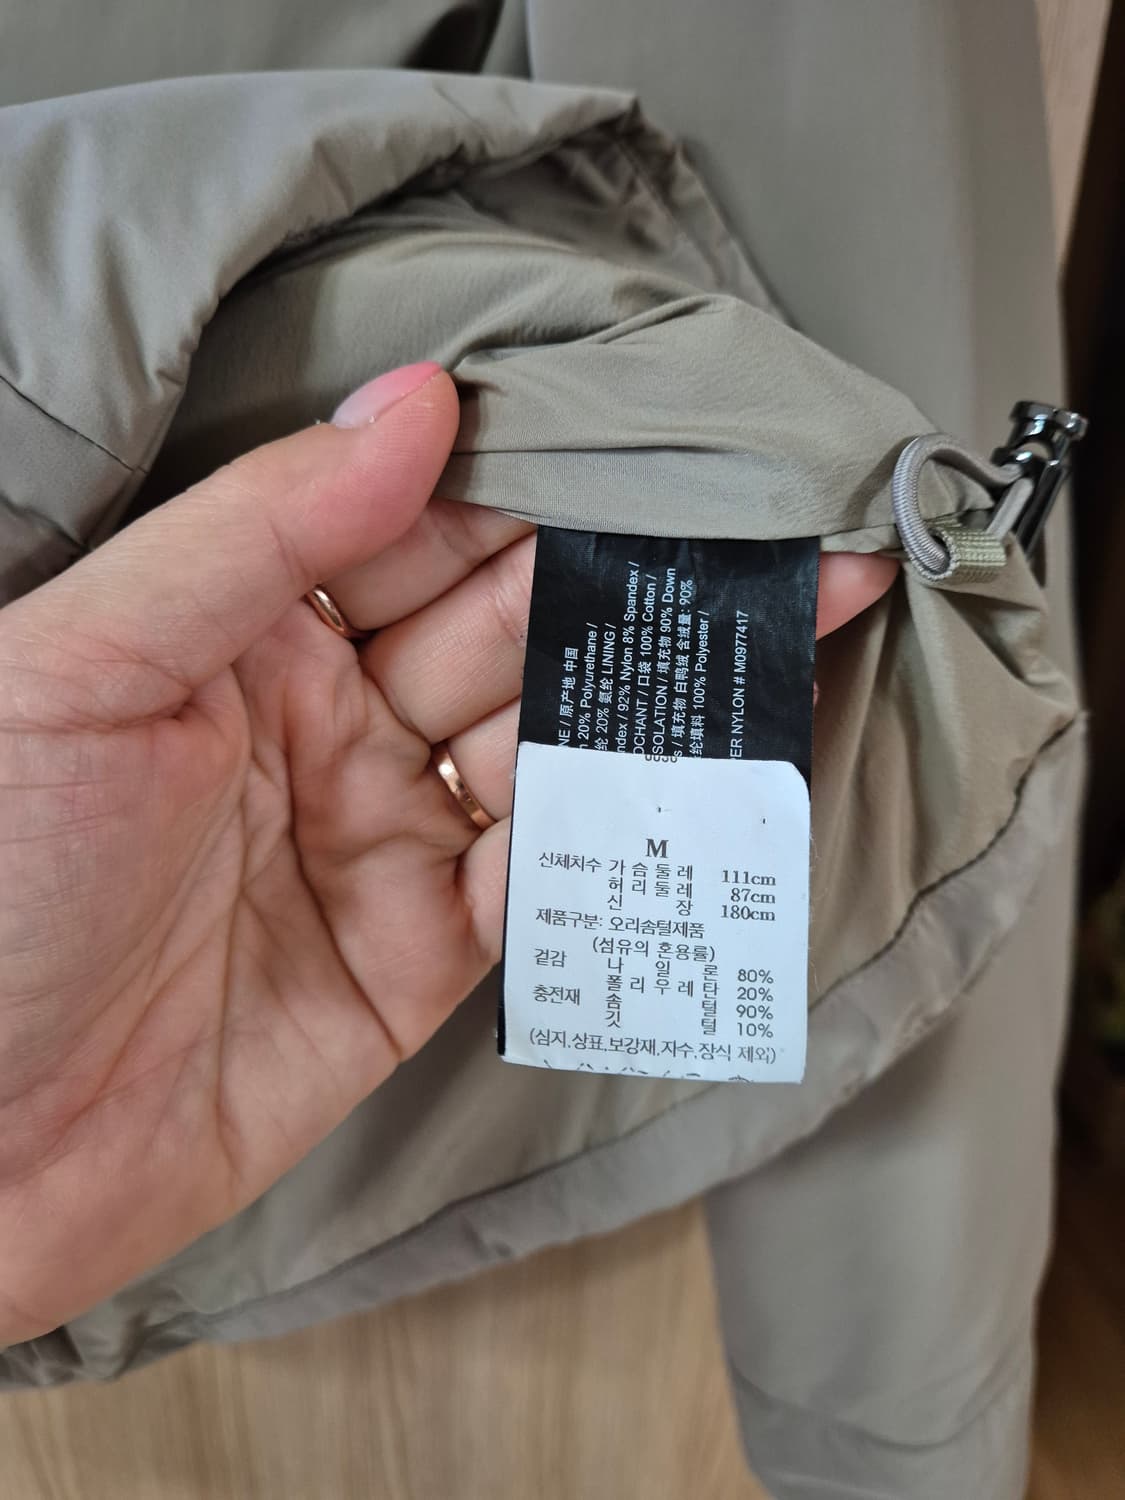 NE / 原产地 中国
n 20% Polyurethane /
纶 20% 氨纶 LINING /
ndex / 92% Nylon 8% Spandex /
OCHANT / 口袋 100% Cotton /
SOLATION / 填充物 90% Down
s / 填充物 白鸭绒 含绒量: 90%
纶填料 100% Polyester /
PER NYLON # M0977417
M
신체치수 가슴둘레 111cm
허리둘레 87cm
신장 180cm
제품구분: 오리솜털제품
(섬유의 혼용률)
겉감 나일론 80%
폴리우레탄 20%
충전재 솜털 90%
깃털 10%
(심지,상표,보강재,자수,장식 제외)